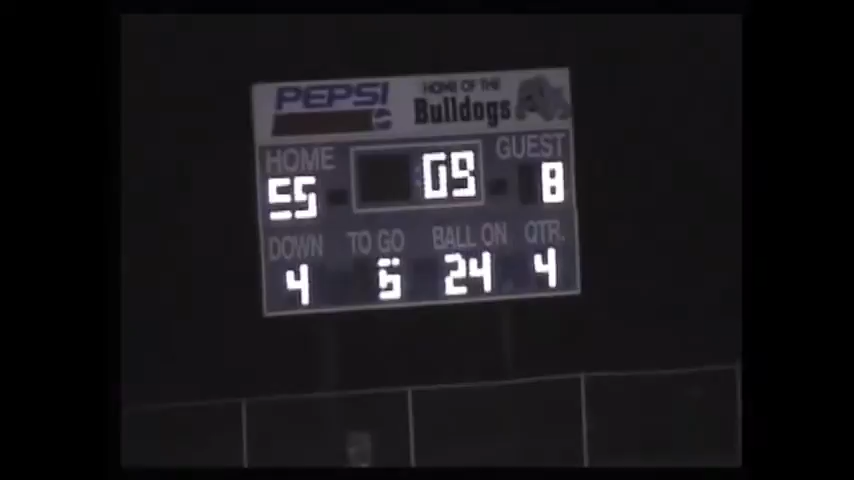 PEPSI
HOME OF THE
Bulldogs
HOME
:09
GUEST
55
8
DOWN
TO GO
BALL ON
QTR.
4
6
24
4